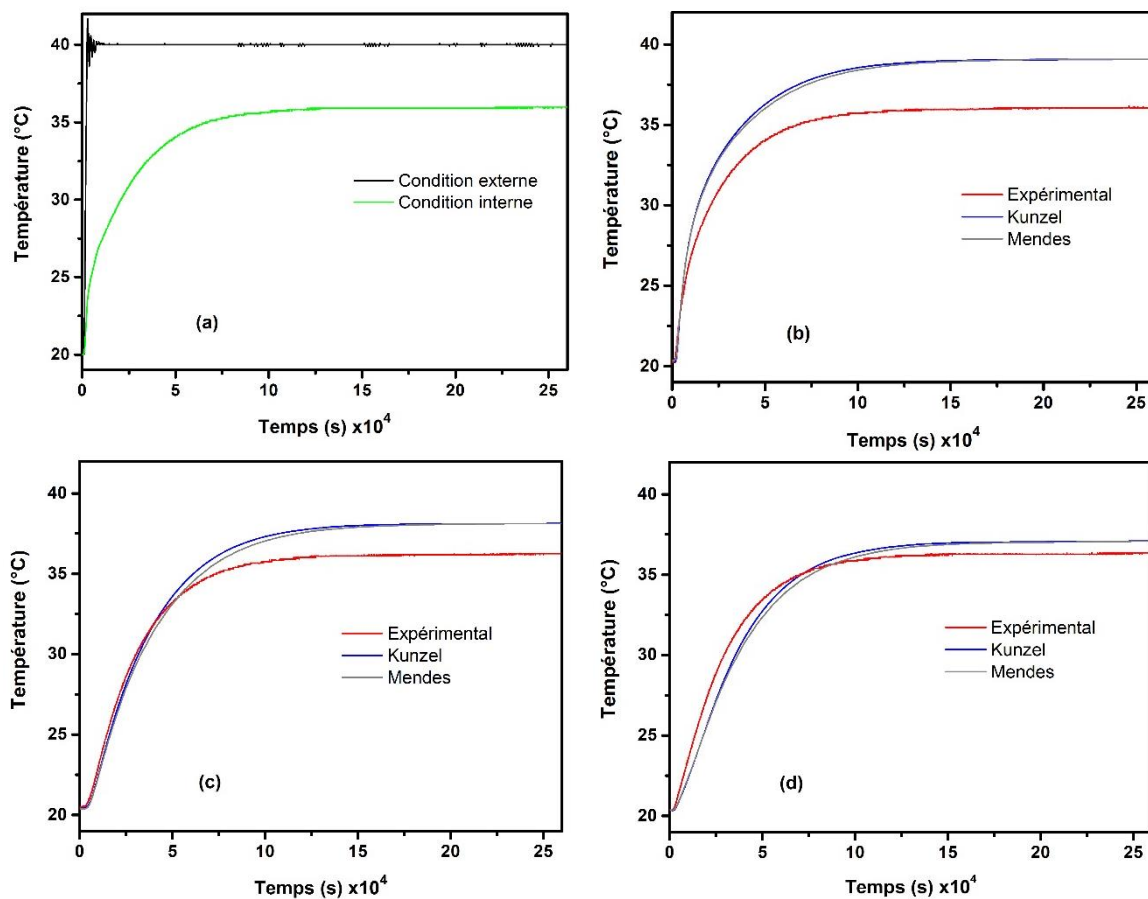 40
35
30
25
20
Température (°C)
Condition externe
Condition interne
(a)
0 5 10 15 20 25
Temps (s) x10⁴
40
35
30
25
20
Température (°C)
Expérimental
Kunzel
Mendes
(b)
0 5 10 15 20 25
Temps (s) x10⁴
40
35
30
25
20
Température (°C)
Expérimental
Kunzel
Mendes
(c)
0 5 10 15 20 25
Temps (s) x10⁴
40
35
30
25
20
Température (°C)
Expérimental
Kunzel
Mendes
(d)
0 5 10 15 20 25
Temps (s) x10⁴